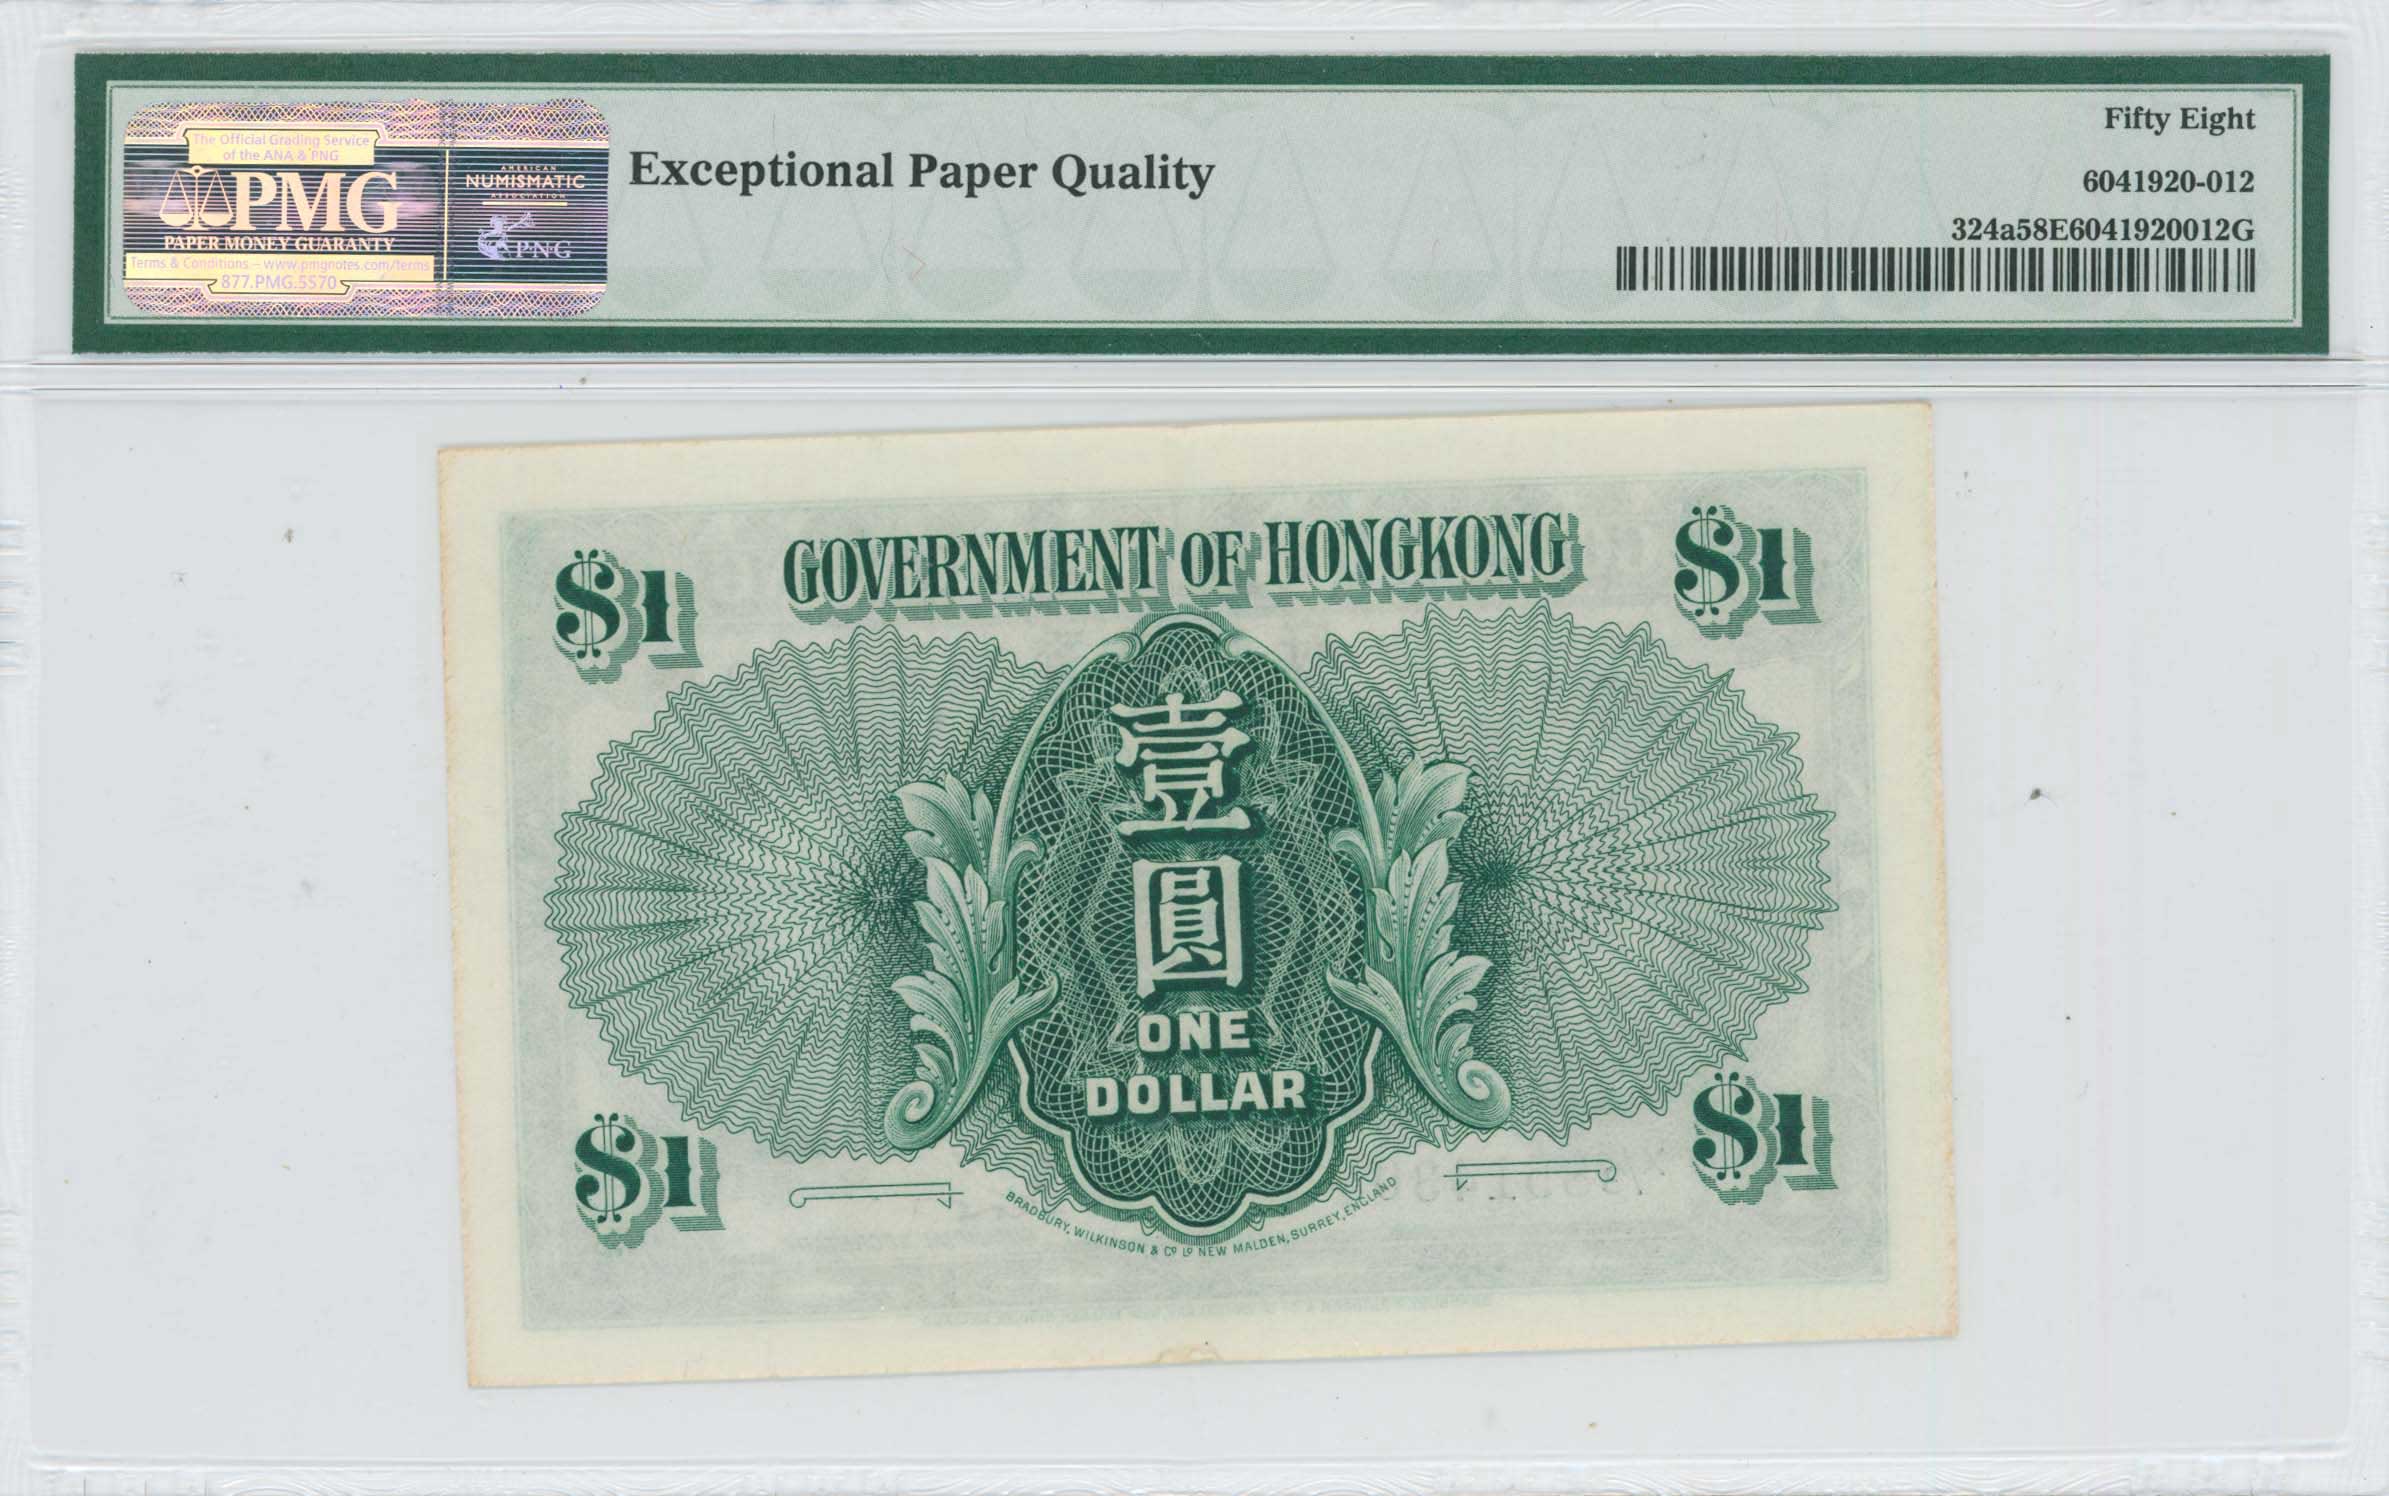 The Official Grading Service
of the ANA & PNG
PMG
PAPER MONEY GUARANTY
Terms & Conditions – www.pmgnotes.com/terms
877.PMG.5570
AMERICAN
NUMISMATIC
ASSOCIATION
P·N·G
Exceptional Paper Quality
Fifty Eight
6041920-012
324a58E6041920012G
GOVERNMENT OF HONGKONG
$1
$1
壹
圓
ONE
DOLLAR
$1
$1
BRADBURY, WILKINSON & Cº Lº NEW MALDEN, SURREY, ENGLAND